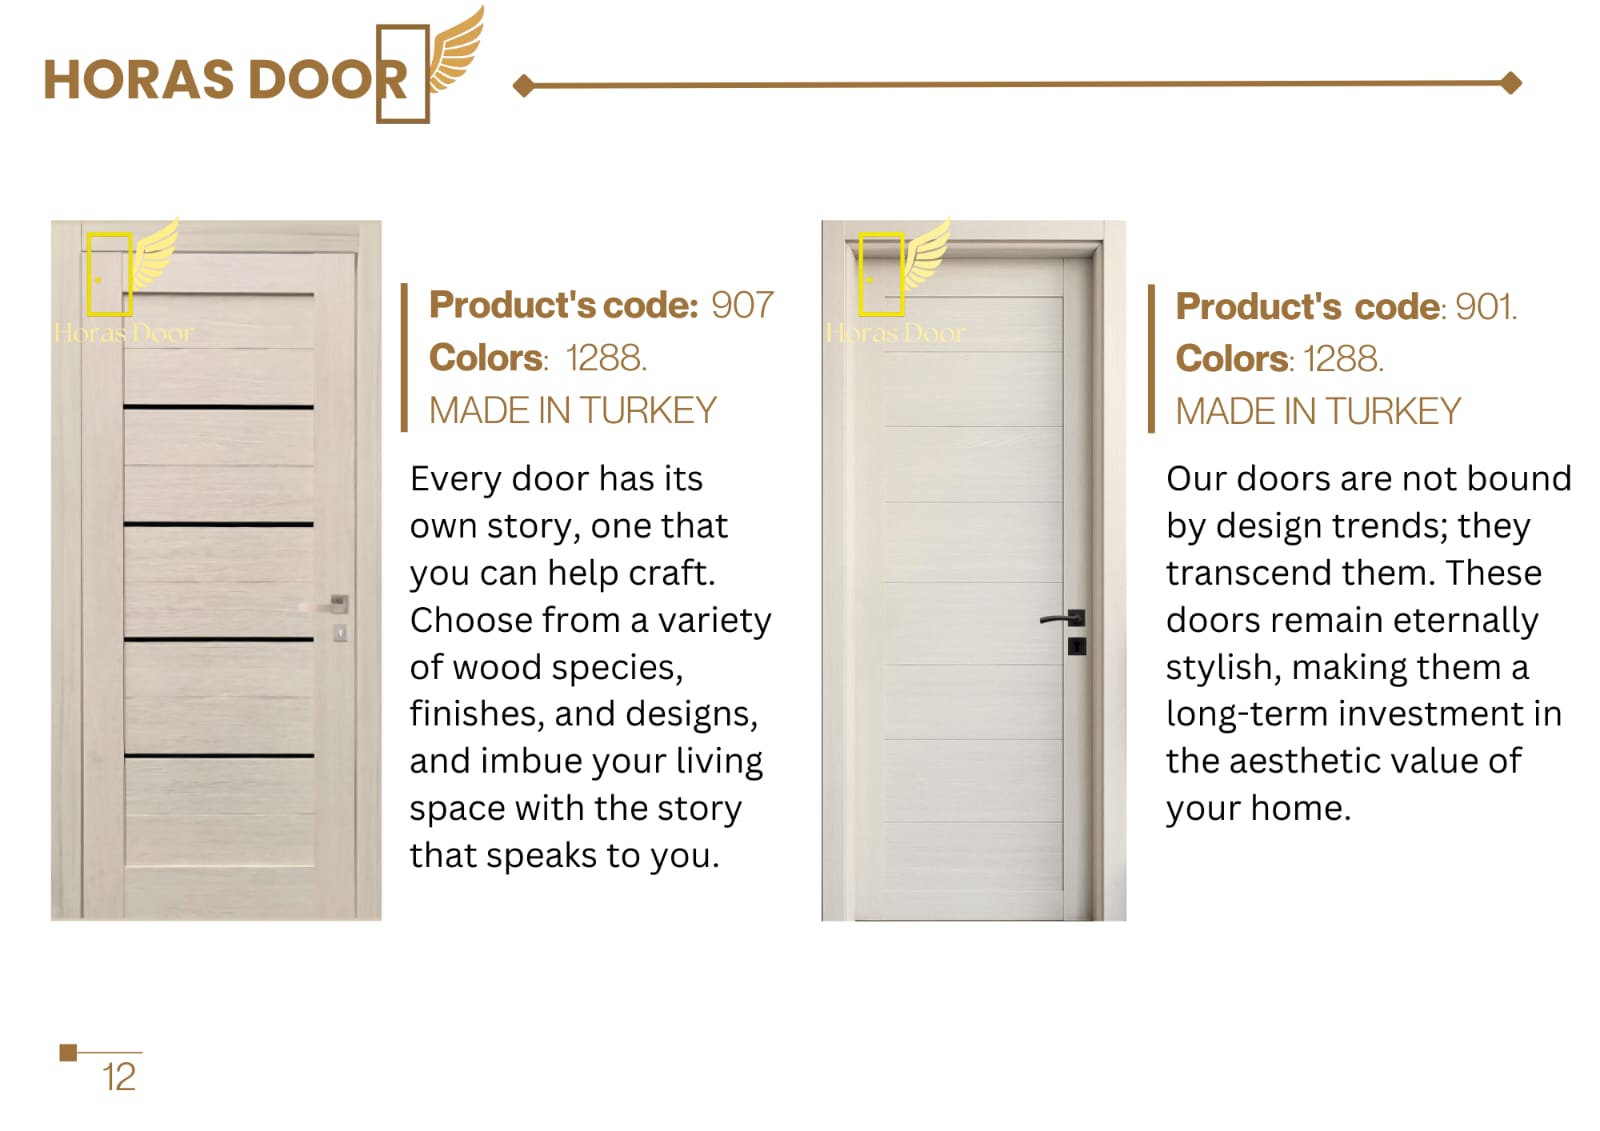 HORAS DOOR
Horas Door
Product's code: 907
Colors: 1288.
MADE IN TURKEY
Every door has its
own story, one that
you can help craft.
Choose from a variety
of wood species,
finishes, and designs,
and imbue your living
space with the story
that speaks to you.
Horas Door
Product's code: 901.
Colors: 1288.
MADE IN TURKEY
Our doors are not bound
by design trends; they
transcend them. These
doors remain eternally
stylish, making them a
long-term investment in
the aesthetic value of
your home.
12